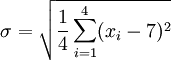 σ = √(1/4 ∑_{i=1}^{4} (x_i − 7)²)